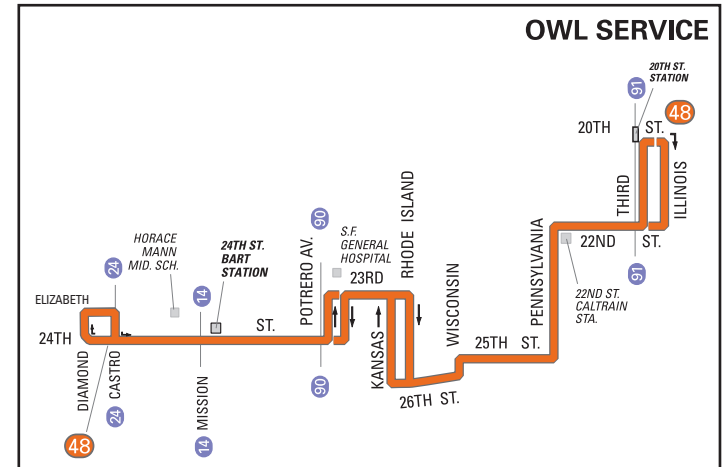 OWL SERVICE
20TH ST.
STATION
91
48
20TH ST.
THIRD
ILLINOIS
22ND ST.
91
22ND ST.
CALTRAIN
STA.
PENNSYLVANIA
25TH ST.
WISCONSIN
RHODE ISLAND
S.F.
GENERAL
HOSPITAL
23RD
KANSAS
26TH ST.
90
POTRERO AV.
90
24TH ST.
BART
STATION
HORACE
MANN
MID. SCH.
14
24
ELIZABETH
24TH ST.
DIAMOND
CASTRO
24
MISSION
14
48